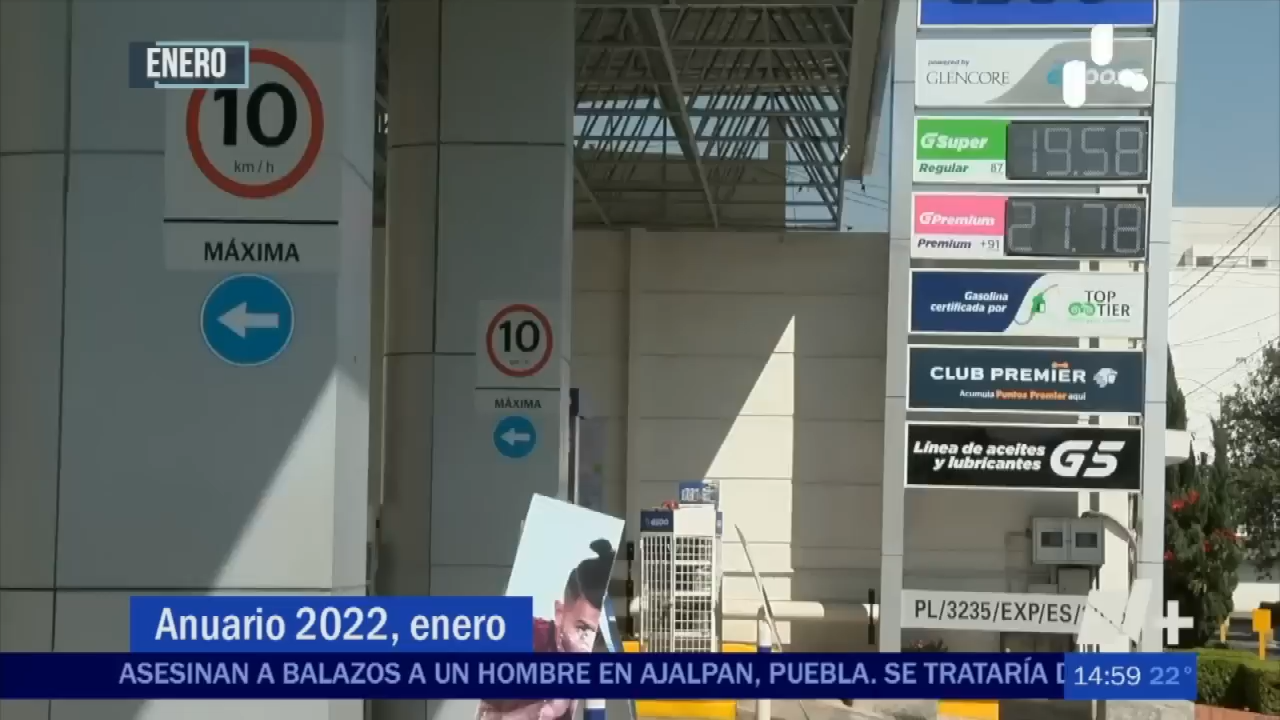 ENERO
10
km/h
MÁXIMA
10
MÁXIMA
powered by
GLENCORE
GSuper
Regular 87
19.58
GPremium
Premium +91
21.78
Gasolina
certificada por
TOP
TIER
CLUB PREMIER
Acumula Puntos Premier aquí
Línea de aceites
y lubricantes
G5
PL/3235/EXP/ES/
N+
Anuario 2022, enero
ASESINAN A BALAZOS A UN HOMBRE EN AJALPAN, PUEBLA. SE TRATARÍA
14:59 22°